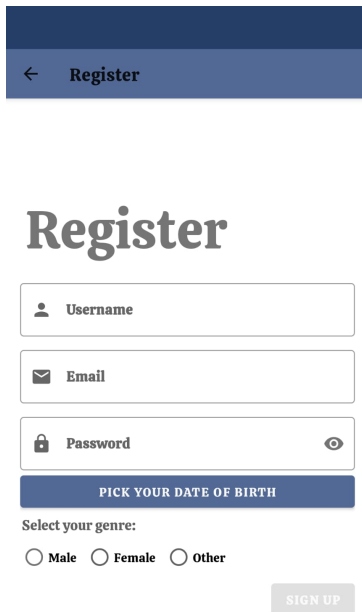 Register
Register
Username
Email
Password
PICK YOUR DATE OF BIRTH
Select your genre:
Male Female Other
SIGN UP